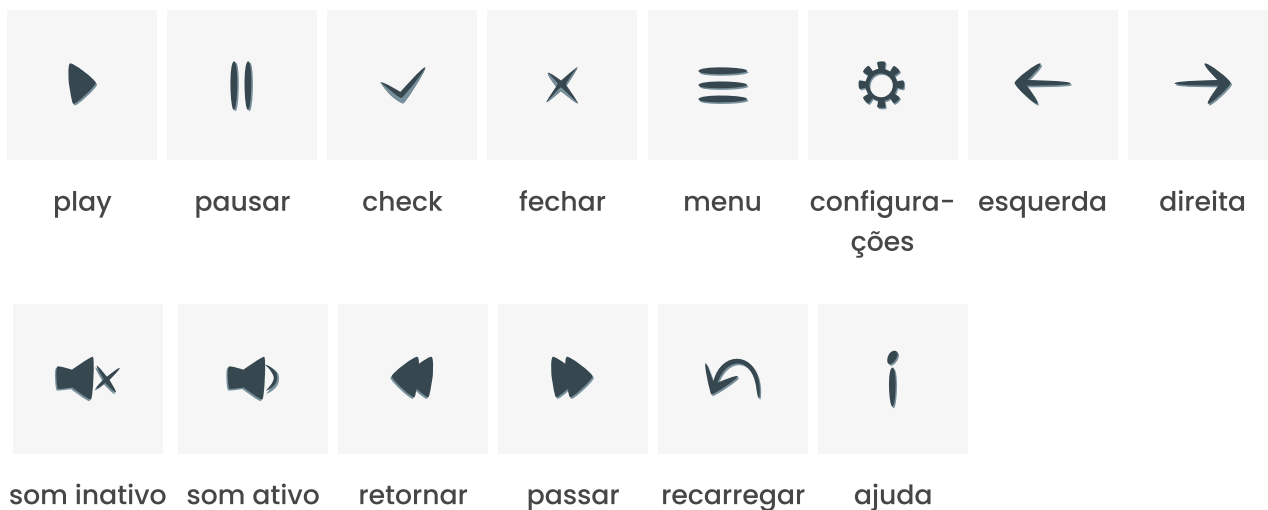 play pausar check fechar menu configura- esquerda direita
ções
som inativo som ativo retornar passar recarregar ajuda